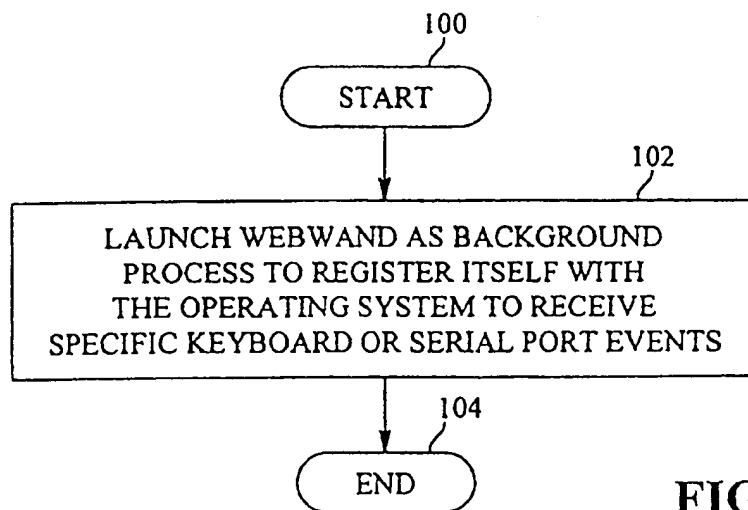 100
START
102
LAUNCH WEBWAND AS BACKGROUND
PROCESS TO REGISTER ITSELF WITH
THE OPERATING SYSTEM TO RECEIVE
SPECIFIC KEYBOARD OR SERIAL PORT EVENTS
104
END